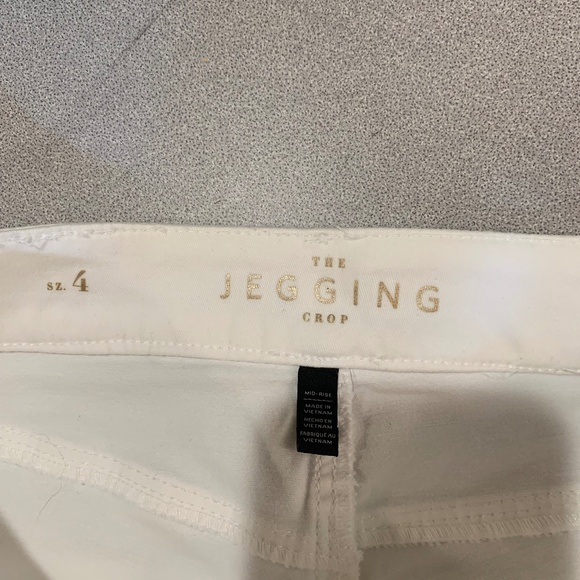 sz. 4
THE
JEGGING
CROP
MID-RISE
MADE IN
VIETNAM
HECHO EN
VIETNAM
FABRIQUÉ AU
VIETNAM